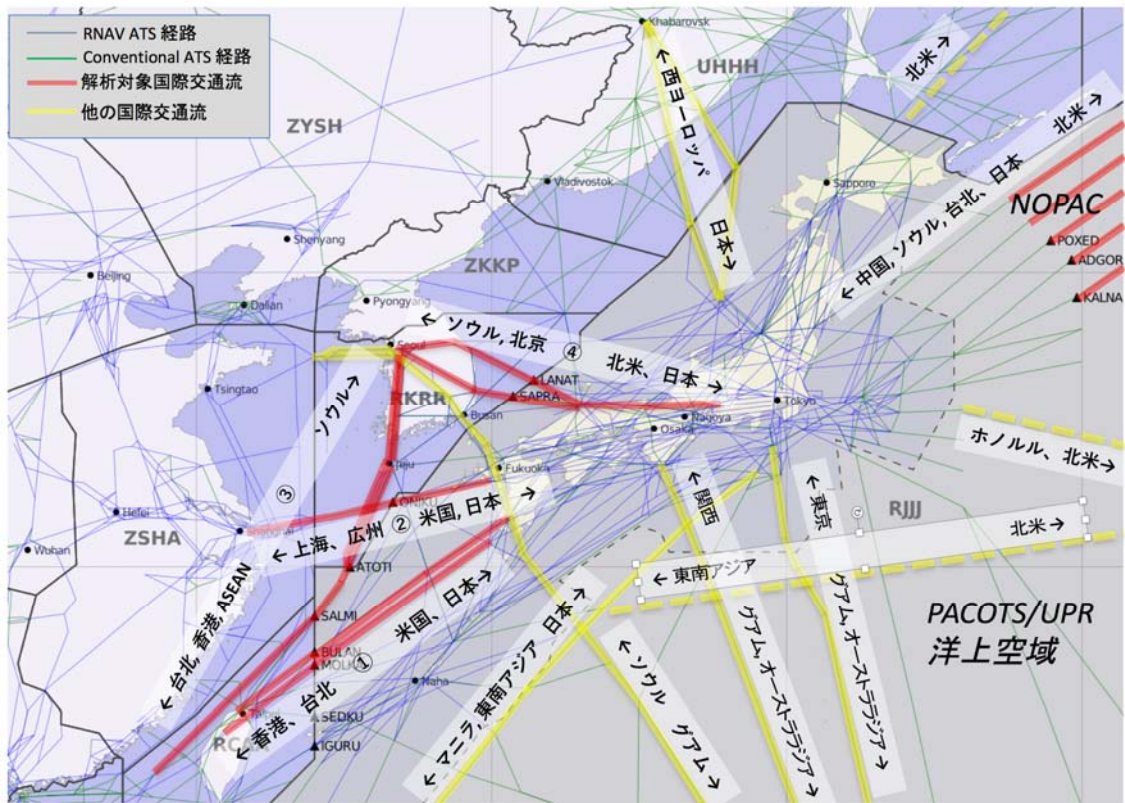 RNAV ATS 経路
Conventional ATS 経路
解析対象国際交通流
他の国際交通流
Khabarovsk
UHHH
← 北米
北米→
ZYSH
←西ヨーロッパ 日本→
Vladivostok
Sapporo
←中国,ソウル,台北、日本
NOPAC
POXED
ADGOR
KALNA
Shenyang
Beijing
ZKKP
Dalian
Pyongyang
←ソウル,北京 ④ 北米、日本→
Seoul
ソウル→
LANAT
SAPRA
RKRR
Tsingtao
Busan
Tokyo
Nagoya
Osaka
ホノルル、北米→
Fukuoka
Jeju
③
ONIKU
Hefei
Shanghai
ZSHA
Wuhan
←上海、広州 ② 米国,日本→
←関西
←東京
RJJJ
北米→
←東南アジア
ATOTI
←台北,香港,ASEAN
SALMI
BULAN
MOLKA
米国、日本→
①
←香港、台北
日本→
←マニラ,東南アジア
グアム,オーストララジア→
グアム,オーストララジア→
PACOTS/UPR
洋上空域
Naha
←ソウル グアム→
Taipei
SEDKU
IGURU